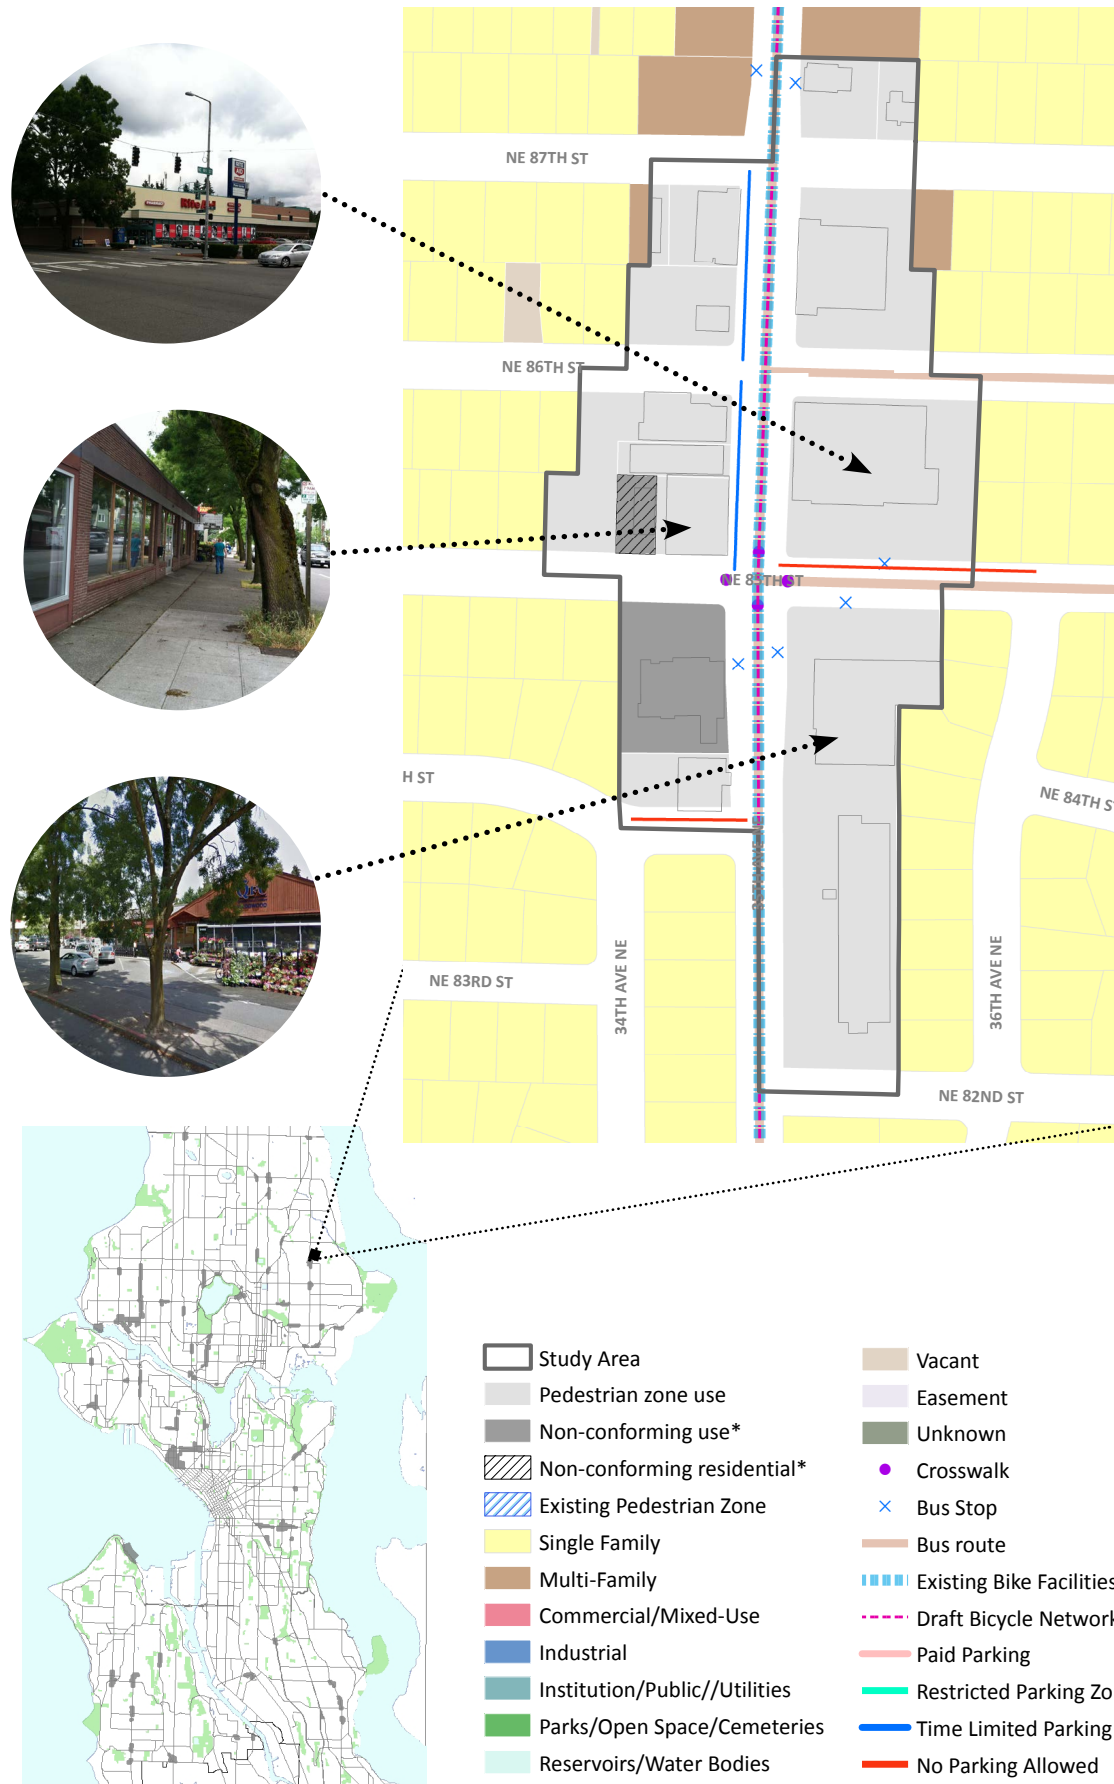 Rite Aid
NE 87TH ST
NE 86TH ST
NE 85TH ST
H ST
NE 84TH ST
34TH AVE NE
36TH AVE NE
NE 83RD ST
NE 82ND ST
Study Area
Pedestrian zone use
Non-conforming use*
Non-conforming residential*
Existing Pedestrian Zone
Single Family
Multi-Family
Commercial/Mixed-Use
Industrial
Institution/Public//Utilities
Parks/Open Space/Cemeteries
Reservoirs/Water Bodies
Vacant
Easement
Unknown
Crosswalk
Bus Stop
Bus route
Existing Bike Facilities
Draft Bicycle Network
Paid Parking
Restricted Parking Zo
Time Limited Parking
No Parking Allowed